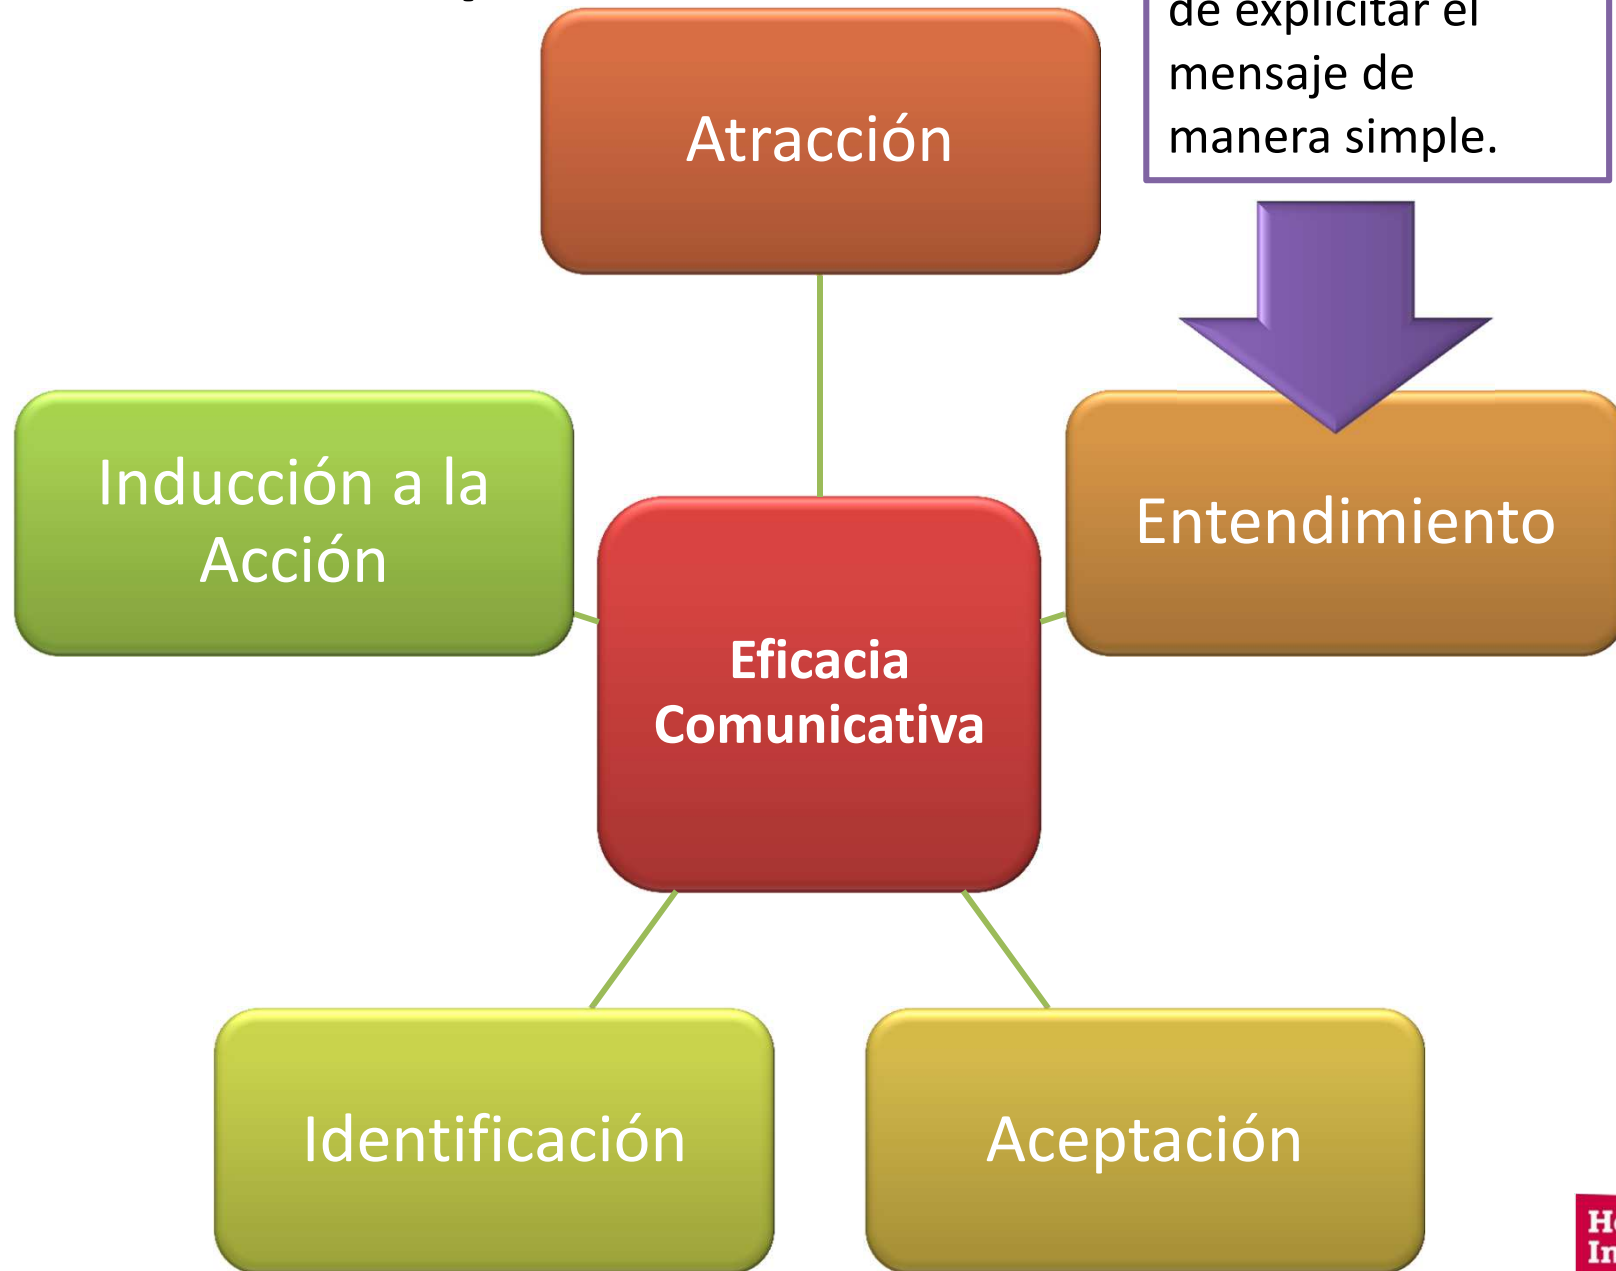 de explicitar el
mensaje de
manera simple.
Atracción
Inducción a la
Acción
Entendimiento
Eficacia
Comunicativa
Identificación
Aceptación